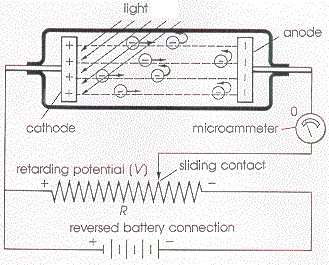 light
anode
cathode
0
microammeter
sliding contact
retarding potential (V)
+ −
R
reversed battery connection
+ −